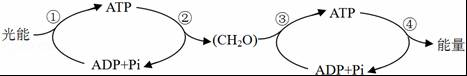 ATP ATP
① ② ③ ④
光能 (CH₂O) 能量
ADP+Pi ADP+Pi